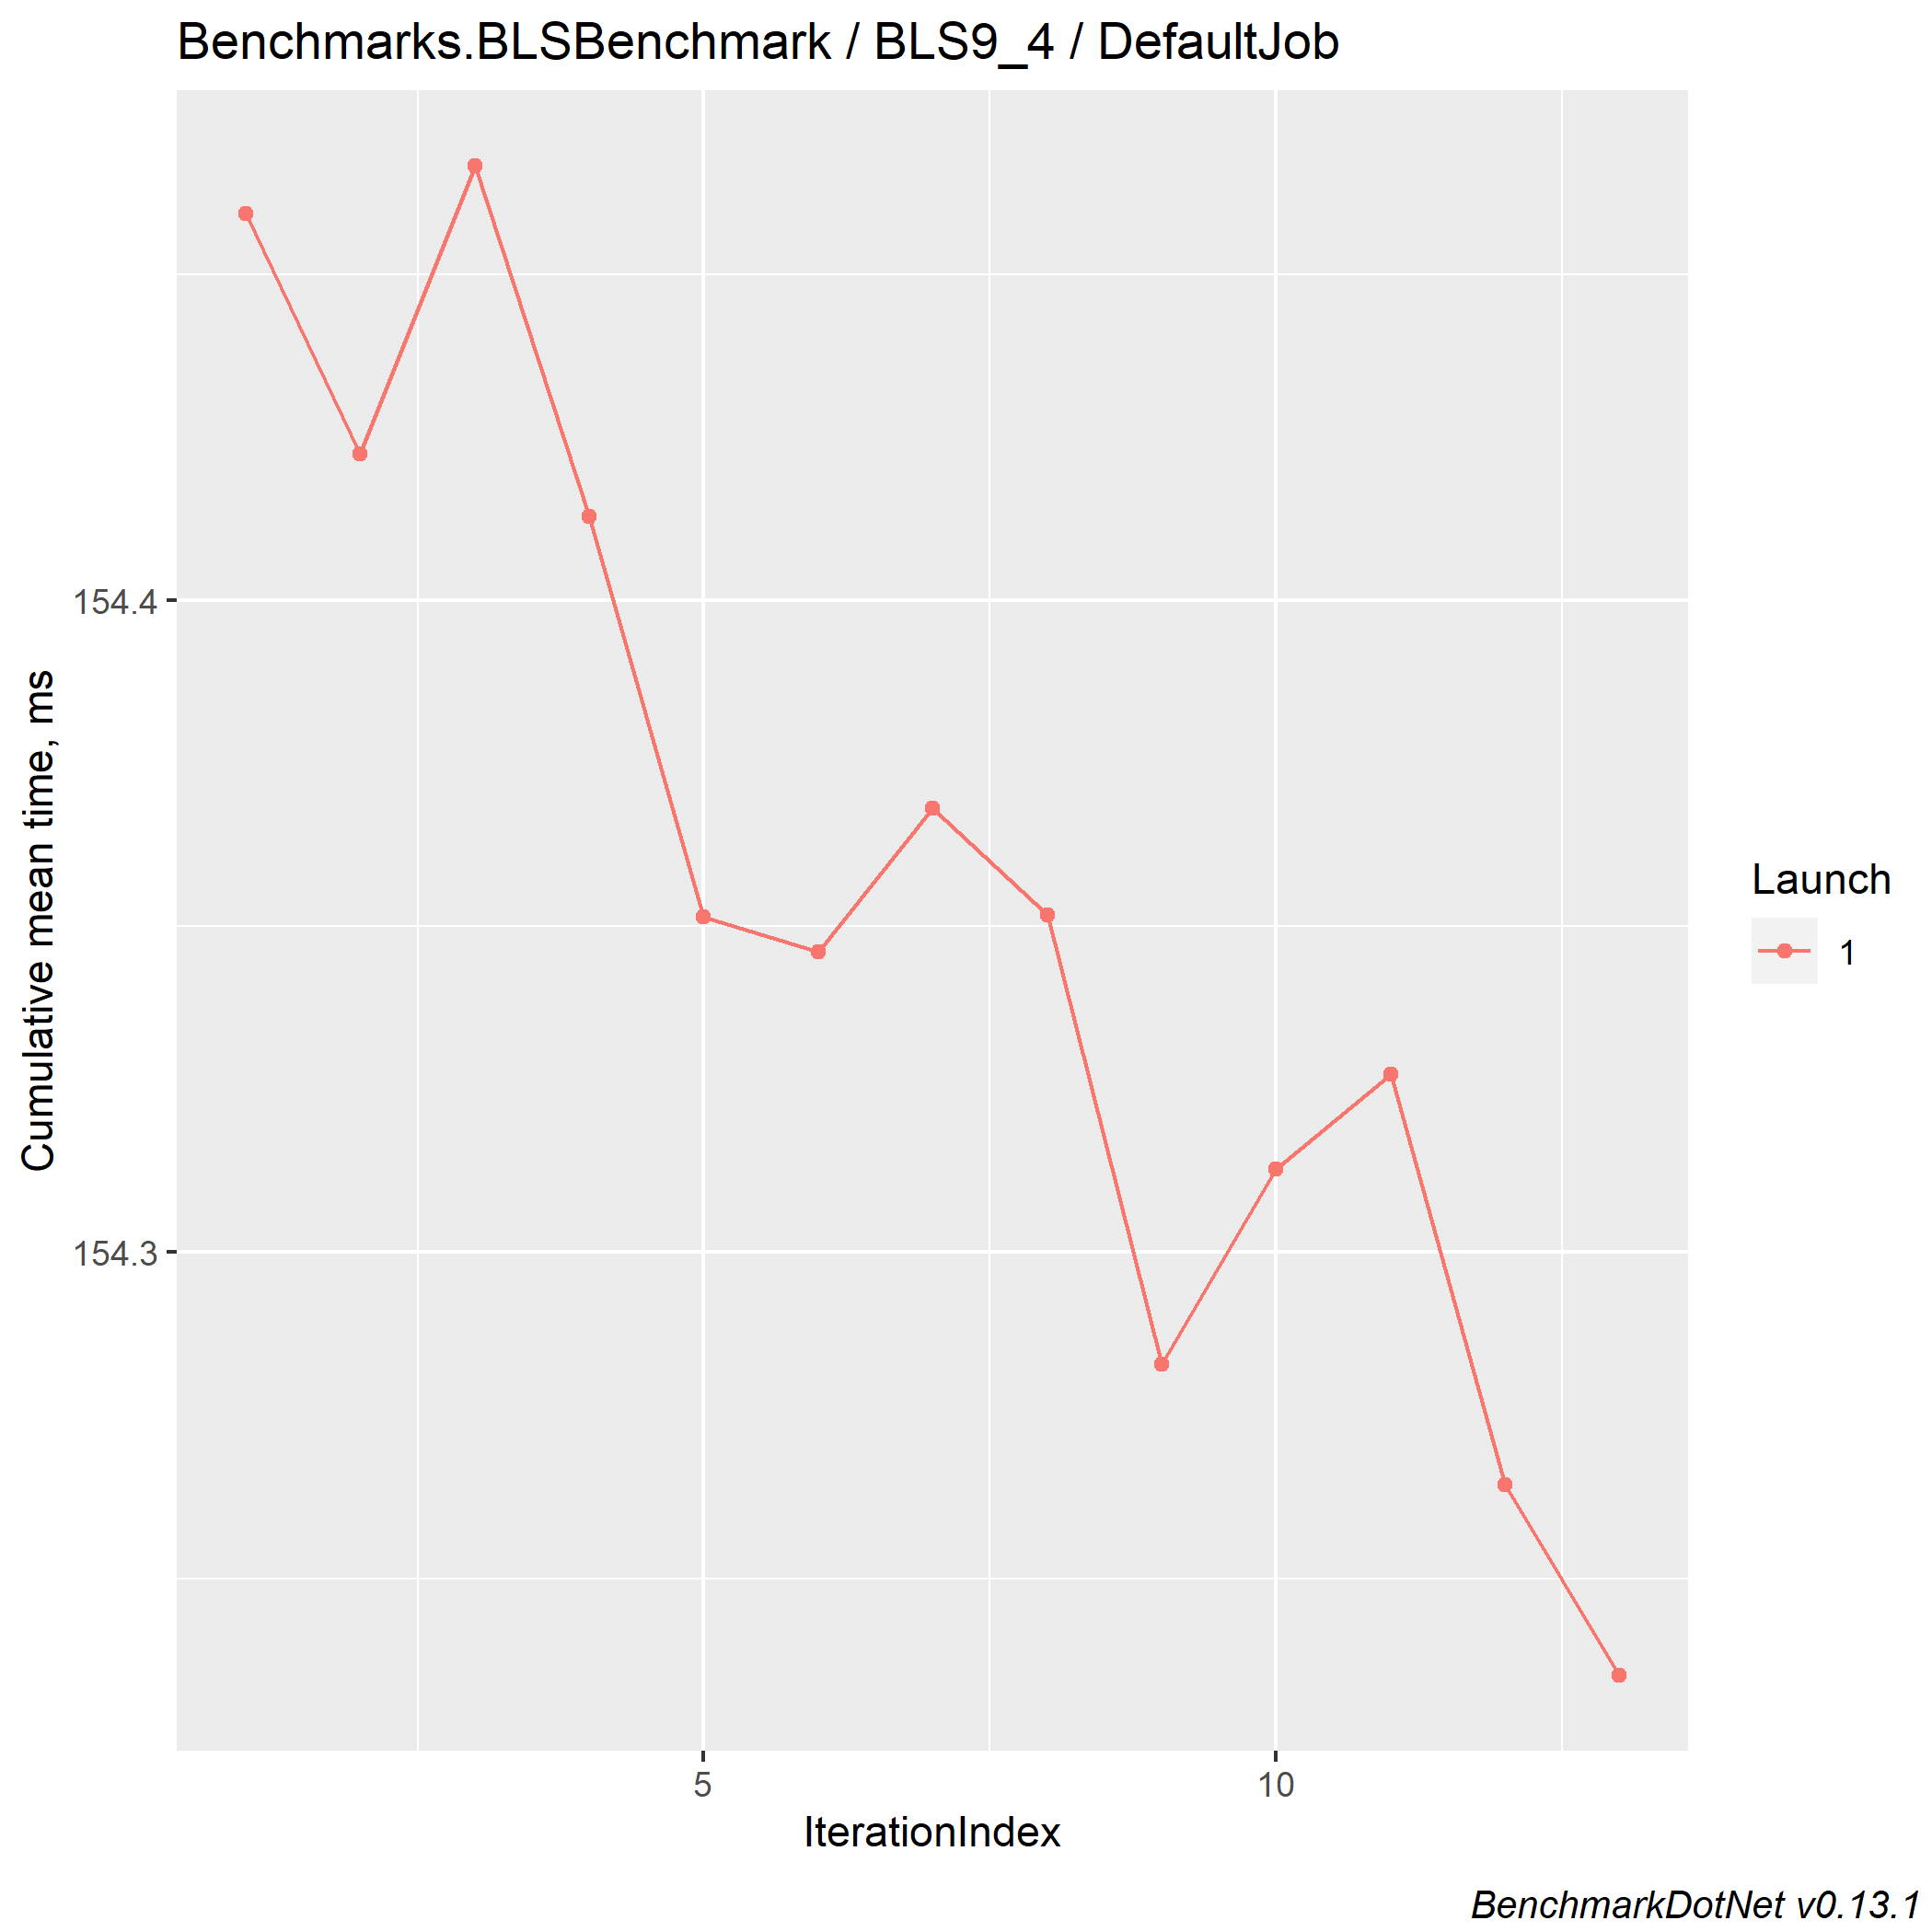 Benchmarks.BLSBenchmark / BLS9_4 / DefaultJob
Cumulative mean time, ms
154.4
154.3
5
10
IterationIndex
Launch
1
BenchmarkDotNet v0.13.1